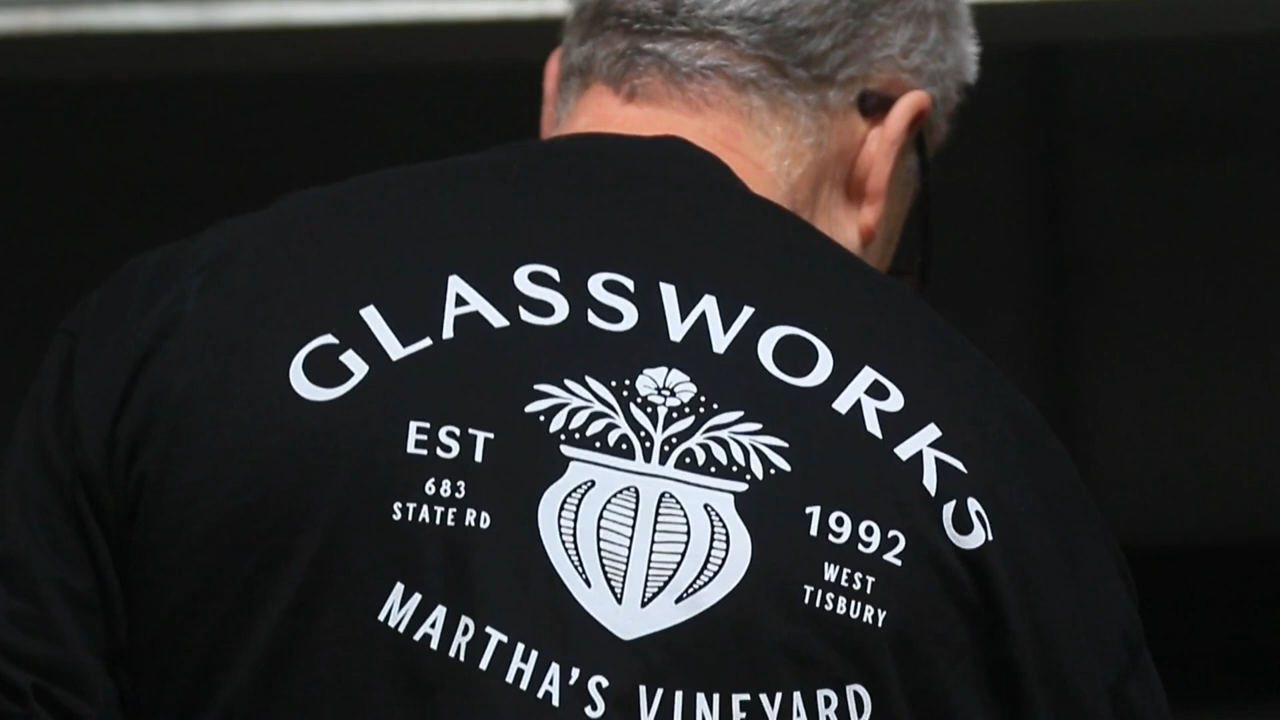 GLASSWORKS
EST
683
STATE RD
1992
WEST
TISBURY
MARTHA'S VINEYARD